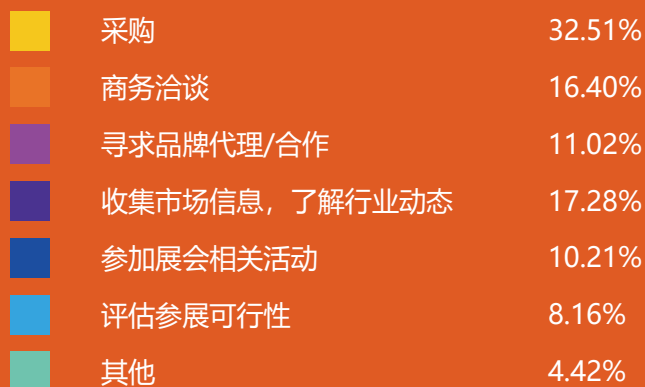 采购 32.51%
商务洽谈 16.40%
寻求品牌代理/合作 11.02%
收集市场信息，了解行业动态 17.28%
参加展会相关活动 10.21%
评估参展可行性 8.16%
其他 4.42%